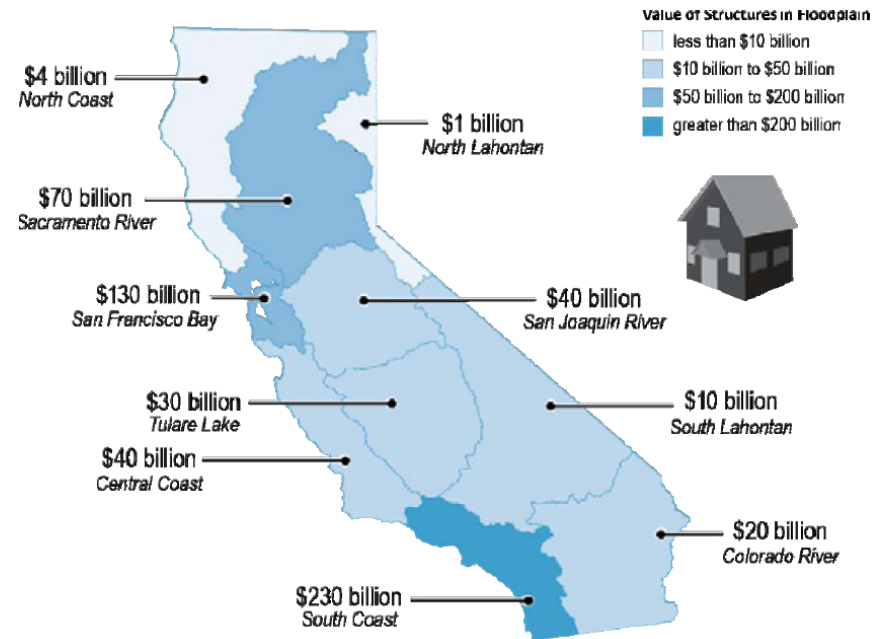 Value of Structures in Floodplain
less than $10 billion
$10 billion to $50 billion
$50 billion to $200 billion
greater than $200 billion
$4 billion
North Coast
$1 billion
North Lahontan
$70 billion
Sacramento River
$130 billion
San Francisco Bay
$40 billion
San Joaquin River
$30 billion
Tulare Lake
$10 billion
South Lahontan
$40 billion
Central Coast
$20 billion
Colorado River
$230 billion
South Coast